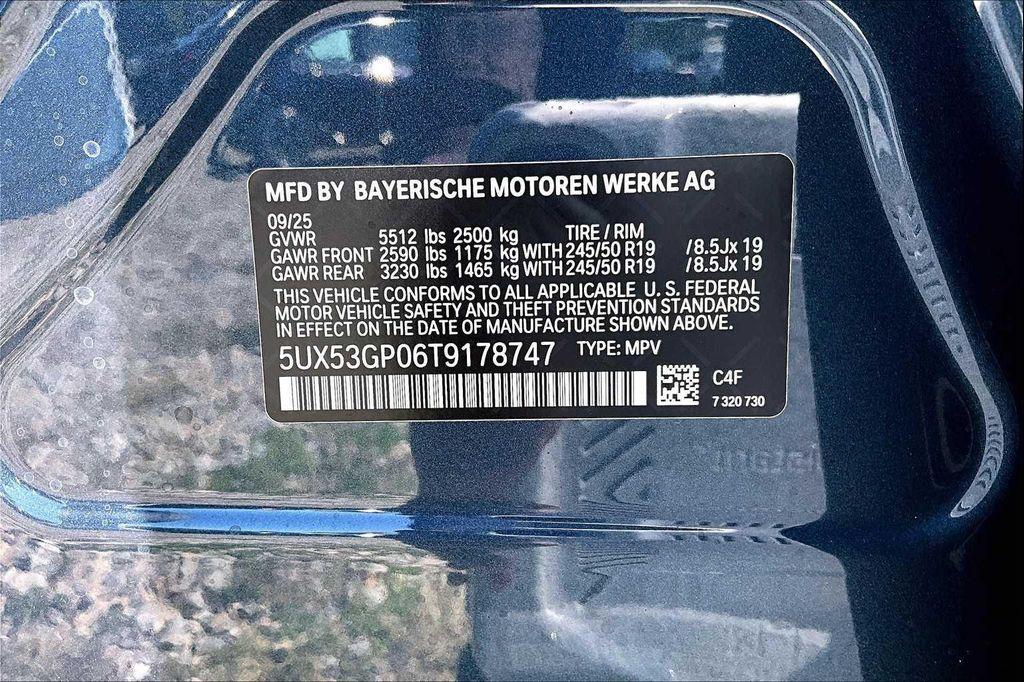 MFD BY BAYERISCHE MOTOREN WERKE AG
09/25
GVWR 5512 lbs 2500 kg TIRE / RIM
GAWR FRONT 2590 lbs 1175 kg WITH 245/50 R19 /8.5Jx 19
GAWR REAR 3230 lbs 1465 kg WITH 245/50 R19 /8.5Jx 19
THIS VEHICLE CONFORMS TO ALL APPLICABLE U. S. FEDERAL
MOTOR VEHICLE SAFETY AND THEFT PREVENTION STANDARDS
IN EFFECT ON THE DATE OF MANUFACTURE SHOWN ABOVE.
5UX53GP06T9178747 TYPE: MPV
C4F
7 320 730